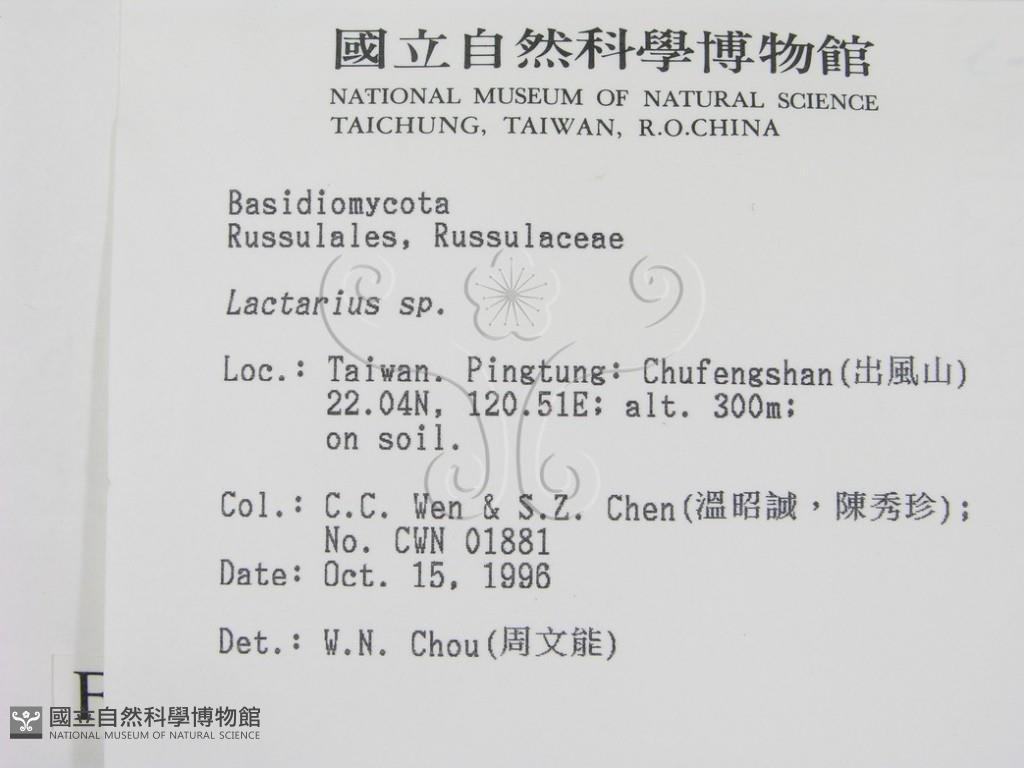 國立自然科學博物館
NATIONAL MUSEUM OF NATURAL SCIENCE
TAICHUNG, TAIWAN, R.O.CHINA
Basidiomycota
Russulales, Russulaceae
Lactarius sp.
Loc.: Taiwan. Pingtung: Chufengshan(出風山)
22.04N, 120.51E; alt. 300m;
on soil.
Col.: C.C. Wen & S.Z. Chen(溫昭誠，陳秀珍);
No. CWN 01881
Date: Oct. 15, 1996
Det.: W.N. Chou(周文能)
F
國立自然科學博物館
NATIONAL MUSEUM OF NATURAL SCIENCE